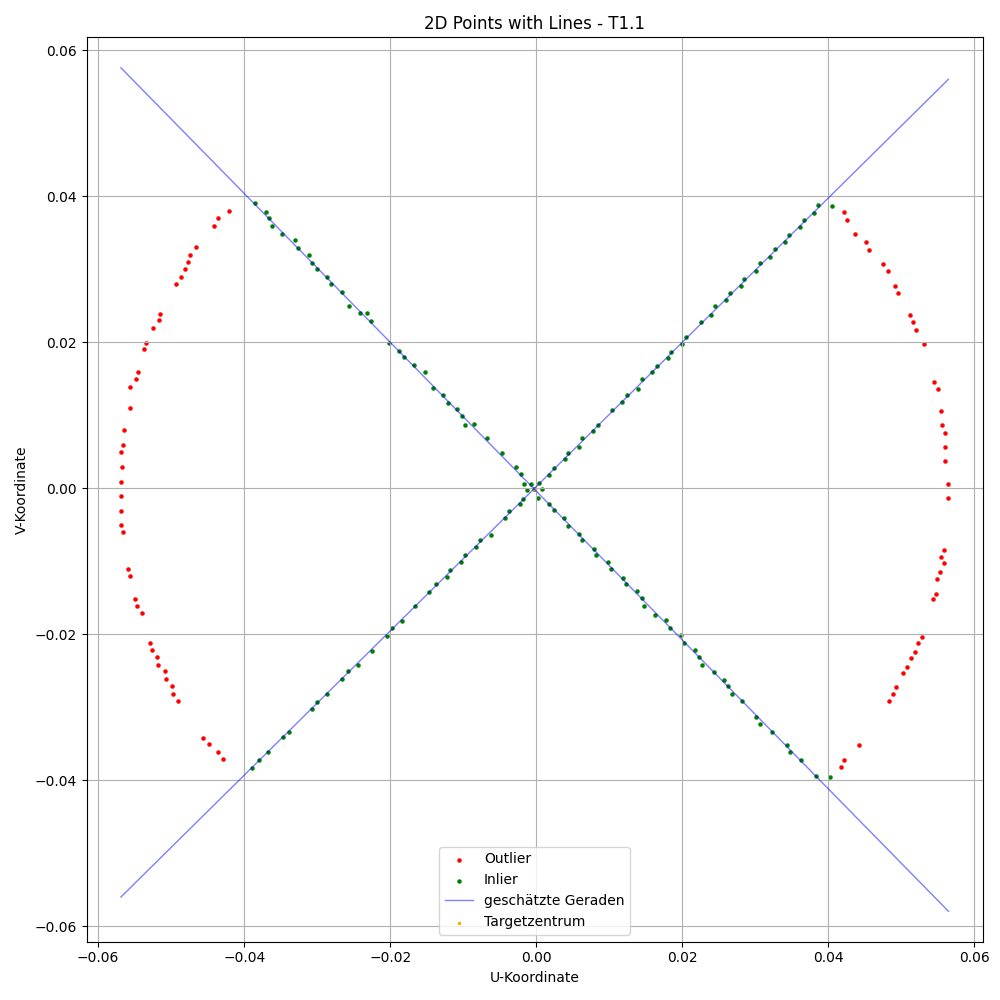 2D Points with Lines - T1.1
V-Koordinate
0.06
0.04
0.02
0.00
−0.02
−0.04
−0.06
−0.06
−0.04
−0.02
0.00
0.02
0.04
0.06
U-Koordinate
Outlier
Inlier
geschätzte Geraden
Targetzentrum